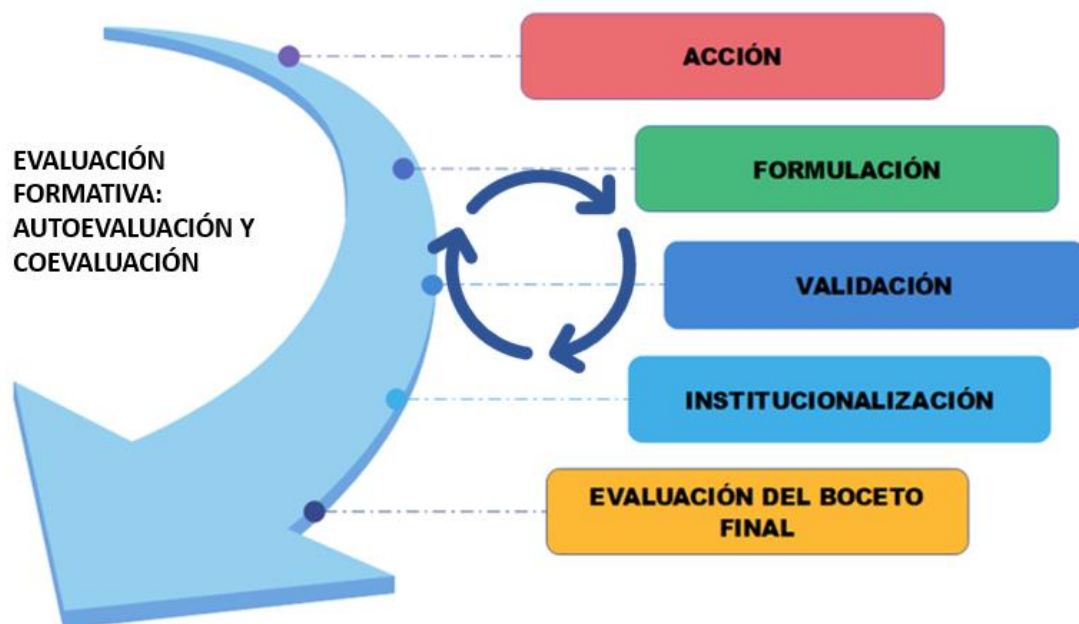 EVALUACIÓN
FORMATIVA:
AUTOEVALUACIÓN Y
COEVALUACIÓN
ACCIÓN
FORMULACIÓN
VALIDACIÓN
INSTITUCIONALIZACIÓN
EVALUACIÓN DEL BOCETO
FINAL